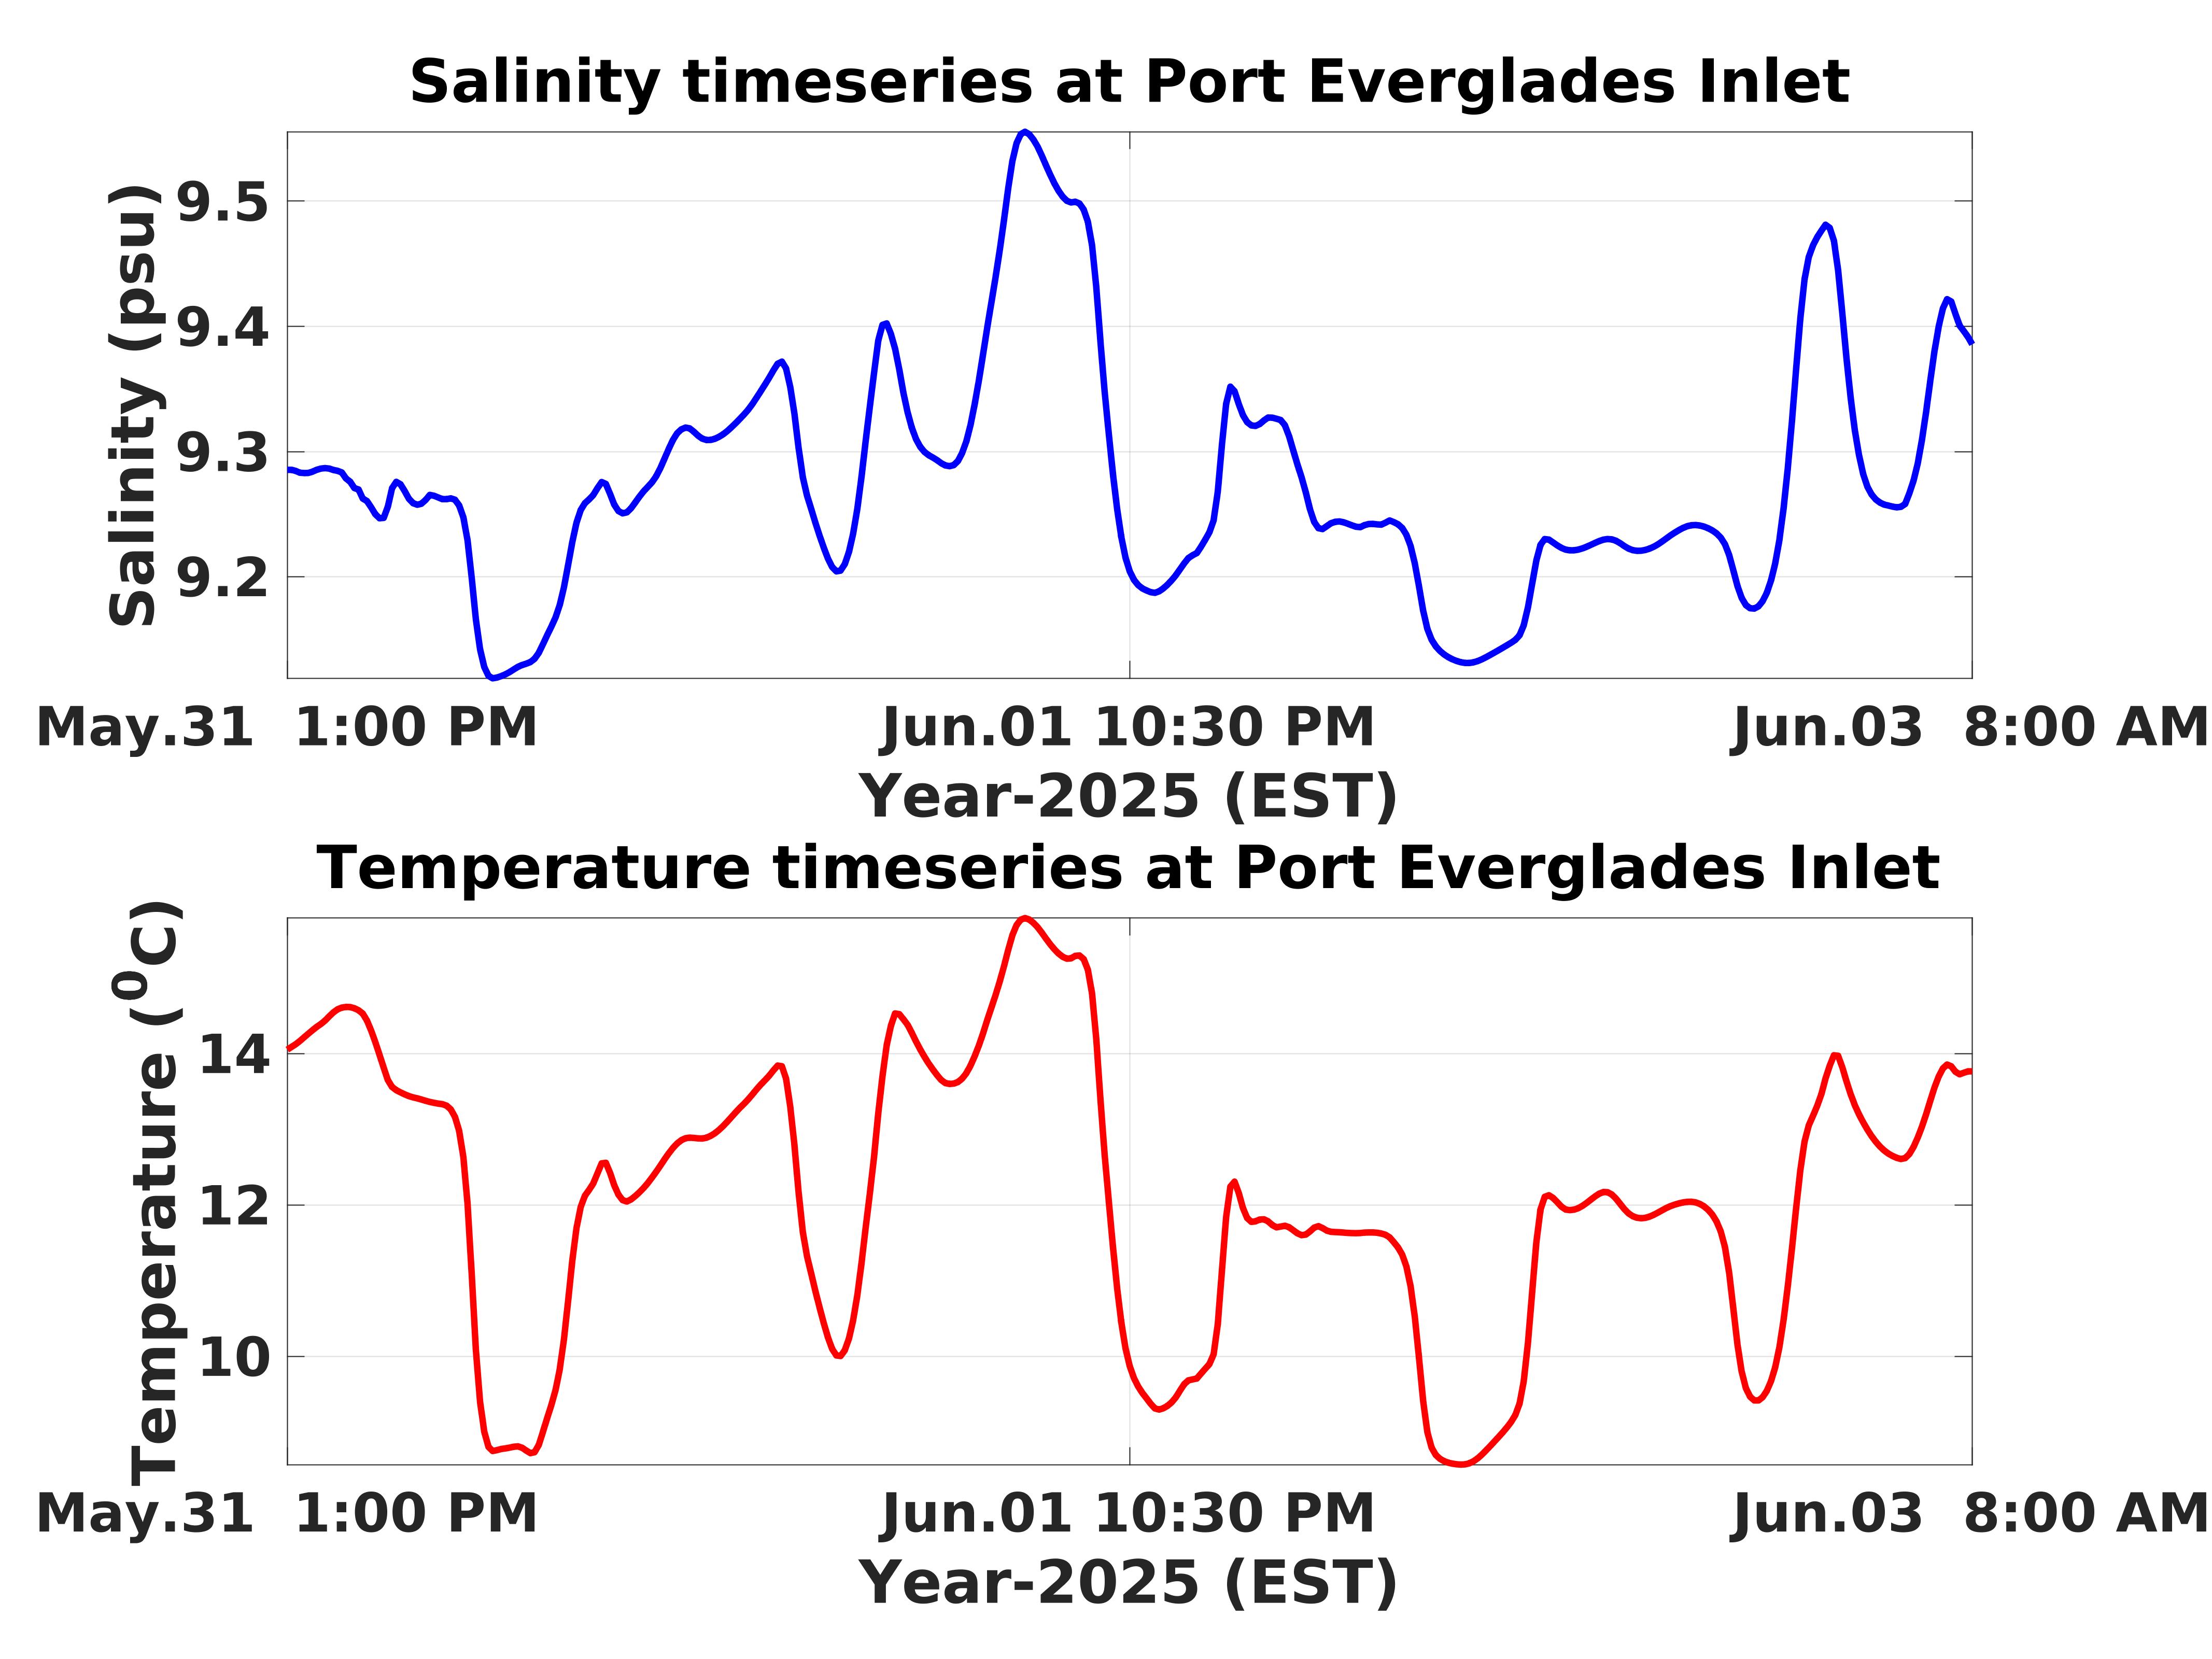 Salinity timeseries at Port Everglades Inlet
Salinity (psu)
9.5
9.4
9.3
9.2
May.31 1:00 PM Jun.01 10:30 PM Jun.03 8:00 AM
Year-2025 (EST)
Temperature timeseries at Port Everglades Inlet
Temperature (⁰C)
14
12
10
May.31 1:00 PM Jun.01 10:30 PM Jun.03 8:00 AM
Year-2025 (EST)